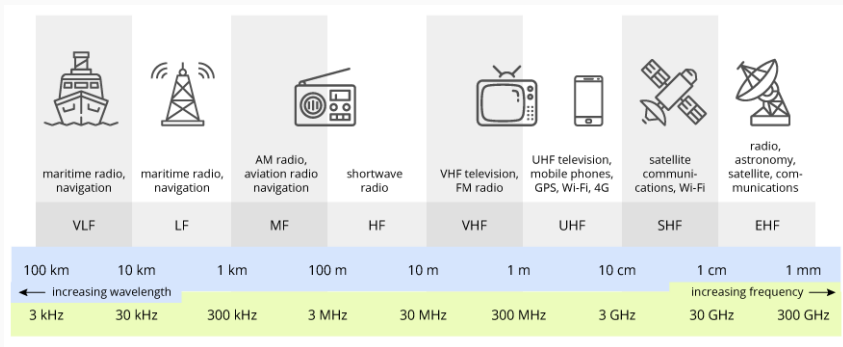 maritime radio,
navigation
maritime radio,
navigation
AM radio,
aviation radio
navigation
shortwave
radio
VHF television,
FM radio
UHF television,
mobile phones,
GPS, Wi-Fi, 4G
satellite
communi-
cations, Wi-Fi
radio,
astronomy,
satellite, com-
munications
VLF LF MF HF VHF UHF SHF EHF
100 km 10 km 1 km 100 m 10 m 1 m 10 cm 1 cm 1 mm
increasing wavelength increasing frequency
3 kHz 30 kHz 300 kHz 3 MHz 30 MHz 300 MHz 3 GHz 30 GHz 300 GHz